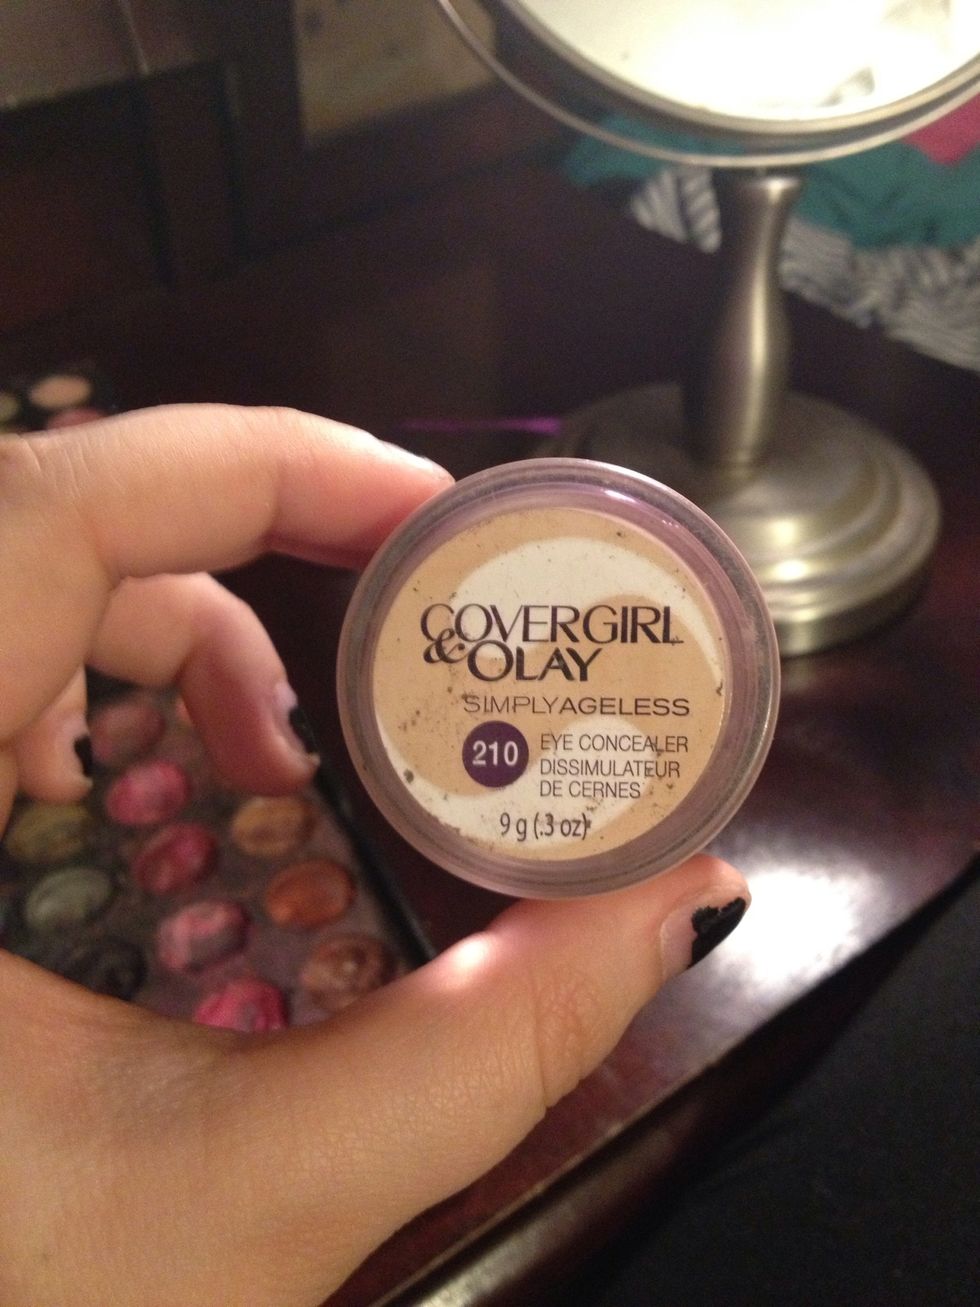 COVERGIRL
& OLAY
SIMPLYAGELESS
210
EYE CONCEALER
DISSIMULATEUR
DE CERNES
9 g (.3 oz)